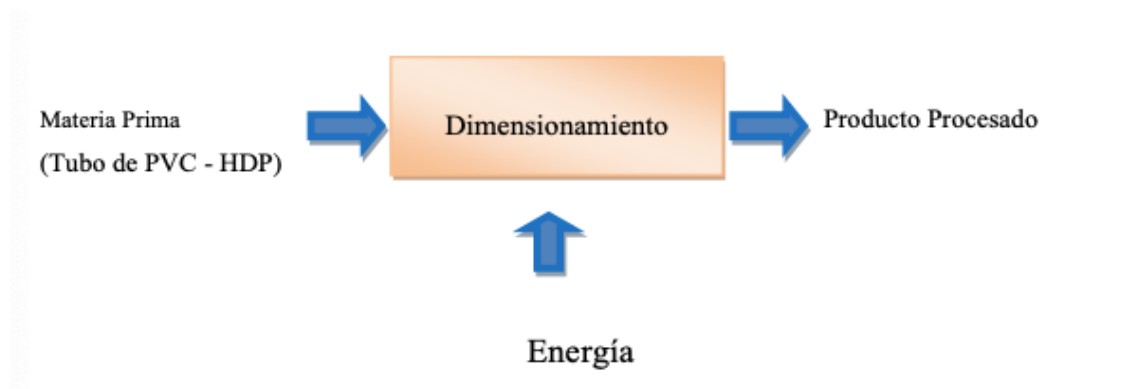 Materia Prima
(Tubo de PVC - HDP)
Dimensionamiento
Producto Procesado
Energía